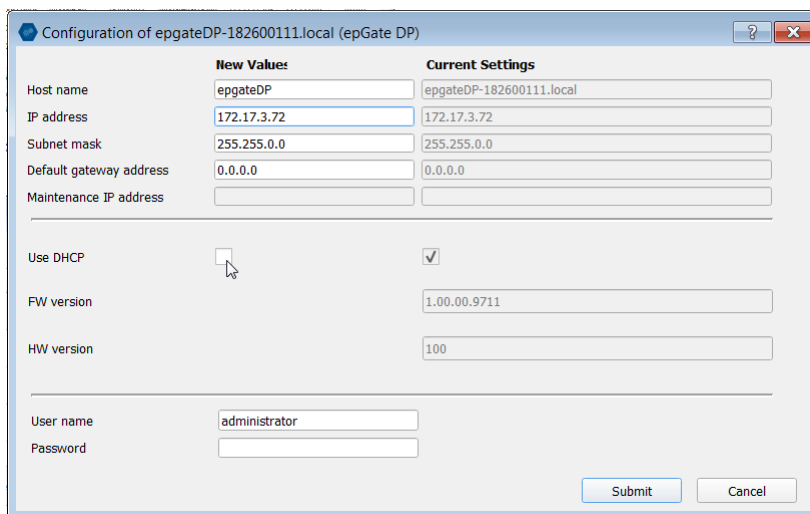 Configuration of epgateDP-182600111.local (epGate DP)
New Values Current Settings
Host name epgateDP epgateDP-182600111.local
IP address 172.17.3.72 172.17.3.72
Subnet mask 255.255.0.0 255.255.0.0
Default gateway address 0.0.0.0 0.0.0.0
Maintenance IP address
Use DHCP
FW version 1.00.00.9711
HW version 100
User name administrator
Password
Submit Cancel